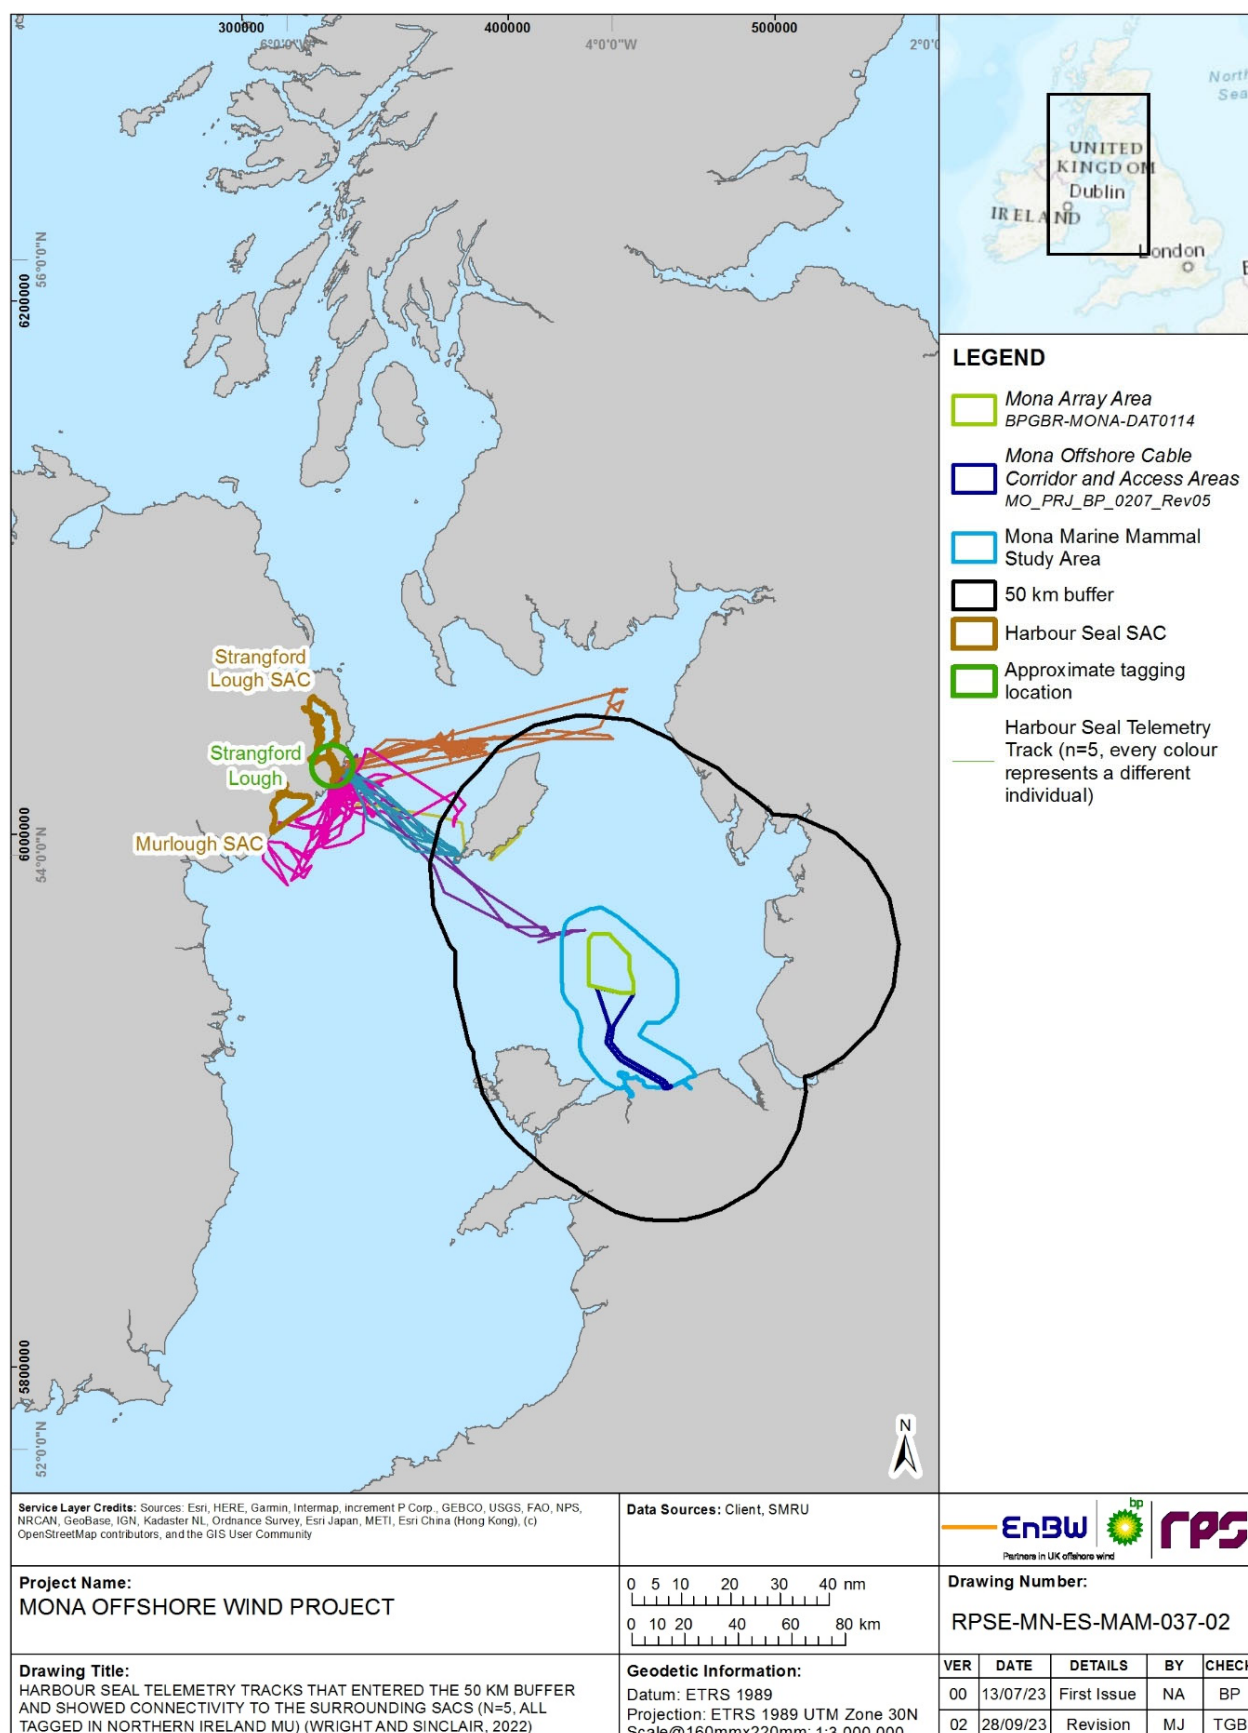 300000
400000
500000
6°0'0"W
4°0'0"W
2°0'0
56°0'0"N
6200000
6000000
54°0'0"N
5800000
52°0'0"N
Strangford
Lough SAC
Strangford
Lough
Murlough SAC
N
North
Sea
UNITED
KINGDOM
Dublin
IRELAND
London
LEGEND
Mona Array Area
BPGBR-MONA-DAT0114
Mona Offshore Cable
Corridor and Access Areas
MO_PRJ_BP_0207_Rev05
Mona Marine Mammal
Study Area
50 km buffer
Harbour Seal SAC
Approximate tagging
location
Harbour Seal Telemetry
Track (n=5, every colour
represents a different
individual)
Service Layer Credits: Sources: Esri, HERE, Garmin, Intermap, increment P Corp., GEBCO, USGS, FAO, NPS,
NRCAN, GeoBase, IGN, Kadaster NL, Ordnance Survey, Esri Japan, METI, Esri China (Hong Kong), (c)
OpenStreetMap contributors, and the GIS User Community
Data Sources: Client, SMRU
EnBW
bp
rps
Partners in UK offshore wind
Project Name:
MONA OFFSHORE WIND PROJECT
0 5 10 20 30 40 nm
0 10 20 40 60 80 km
Drawing Number:
RPSE-MN-ES-MAM-037-02
Drawing Title:
HARBOUR SEAL TELEMETRY TRACKS THAT ENTERED THE 50 KM BUFFER
AND SHOWED CONNECTIVITY TO THE SURROUNDING SACS (N=5, ALL
TAGGED IN NORTHERN IRELAND MU) (WRIGHT AND SINCLAIR, 2022)
Geodetic Information:
Datum: ETRS 1989
Projection: ETRS 1989 UTM Zone 30N
Scale@160mmx220mm: 1:3,000,000
VER DATE DETAILS BY CHECK
00 13/07/23 First Issue NA BP
02 28/09/23 Revision MJ TGB